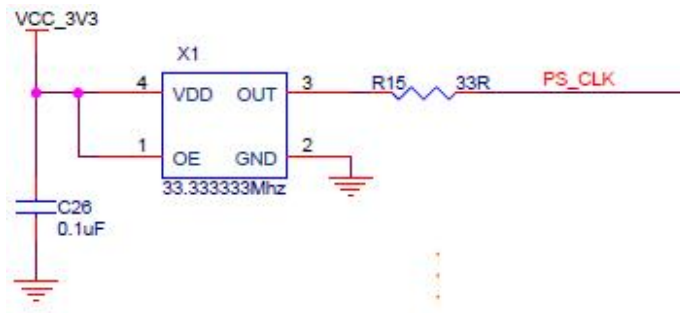 VCC_3V3
X1
4 VDD OUT 3 R15 33R PS_CLK
1 OE GND 2
33.333333Mhz
C26
0.1uF